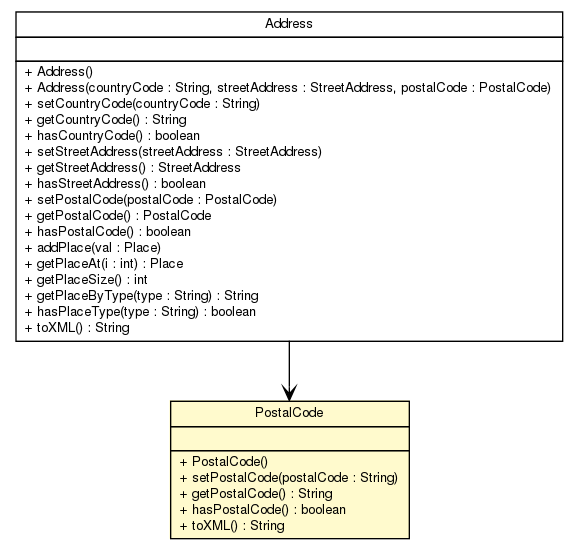 Address
+ Address()
+ Address(countryCode : String, streetAddress : StreetAddress, postalCode : PostalCode)
+ setCountryCode(countryCode : String)
+ getCountryCode() : String
+ hasCountryCode() : boolean
+ setStreetAddress(streetAddress : StreetAddress)
+ getStreetAddress() : StreetAddress
+ hasStreetAddress() : boolean
+ setPostalCode(postalCode : PostalCode)
+ getPostalCode() : PostalCode
+ hasPostalCode() : boolean
+ addPlace(val : Place)
+ getPlaceAt(i : int) : Place
+ getPlaceSize() : int
+ getPlaceByType(type : String) : String
+ hasPlaceType(type : String) : boolean
+ toXML() : String
PostalCode
+ PostalCode()
+ setPostalCode(postalCode : String)
+ getPostalCode() : String
+ hasPostalCode() : boolean
+ toXML() : String